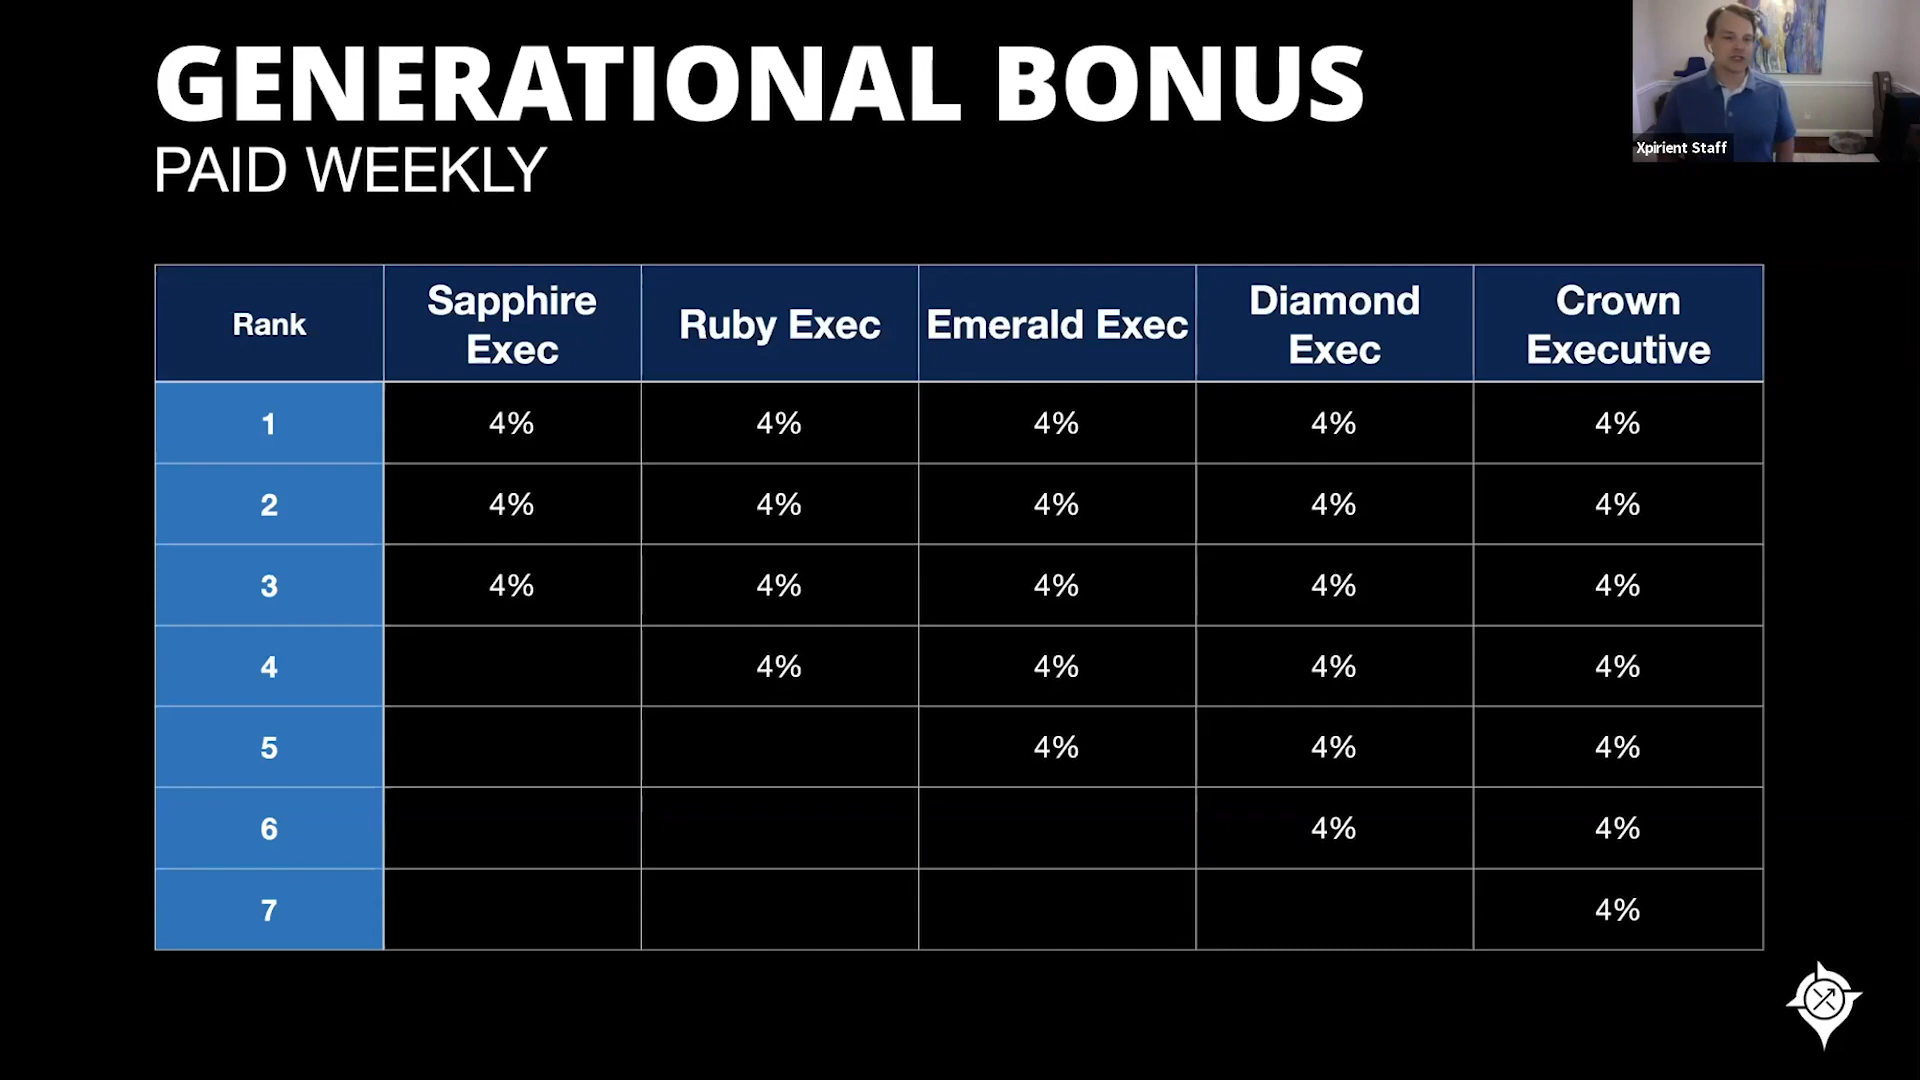 GENERATIONAL BONUS
PAID WEEKLY
Xpirient Staff
Rank Sapphire Exec Ruby Exec Emerald Exec Diamond Exec Crown Executive
1 4% 4% 4% 4% 4%
2 4% 4% 4% 4% 4%
3 4% 4% 4% 4% 4%
4 4% 4% 4% 4%
5 4% 4% 4%
6 4% 4%
7 4%